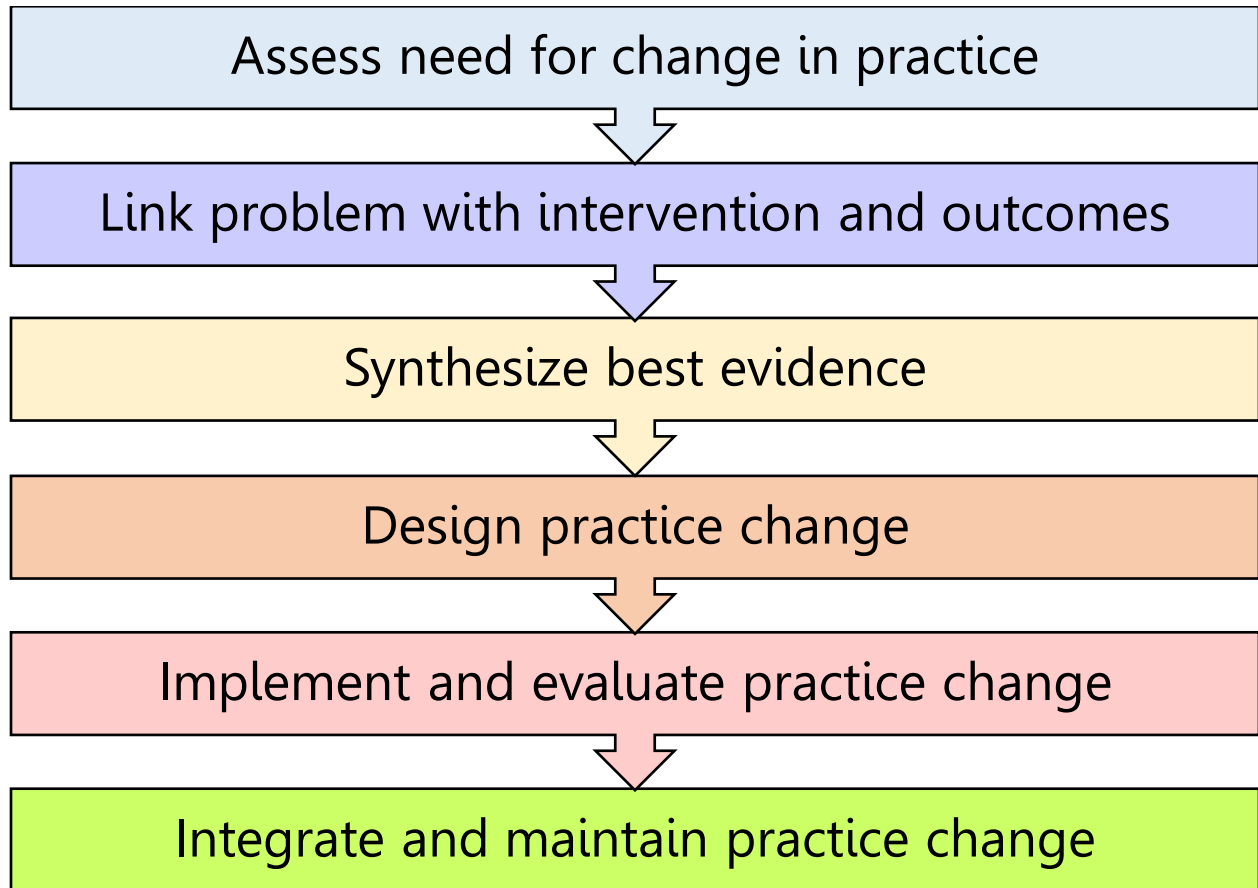 Assess need for change in practice
Link problem with intervention and outcomes
Synthesize best evidence
Design practice change
Implement and evaluate practice change
Integrate and maintain practice change